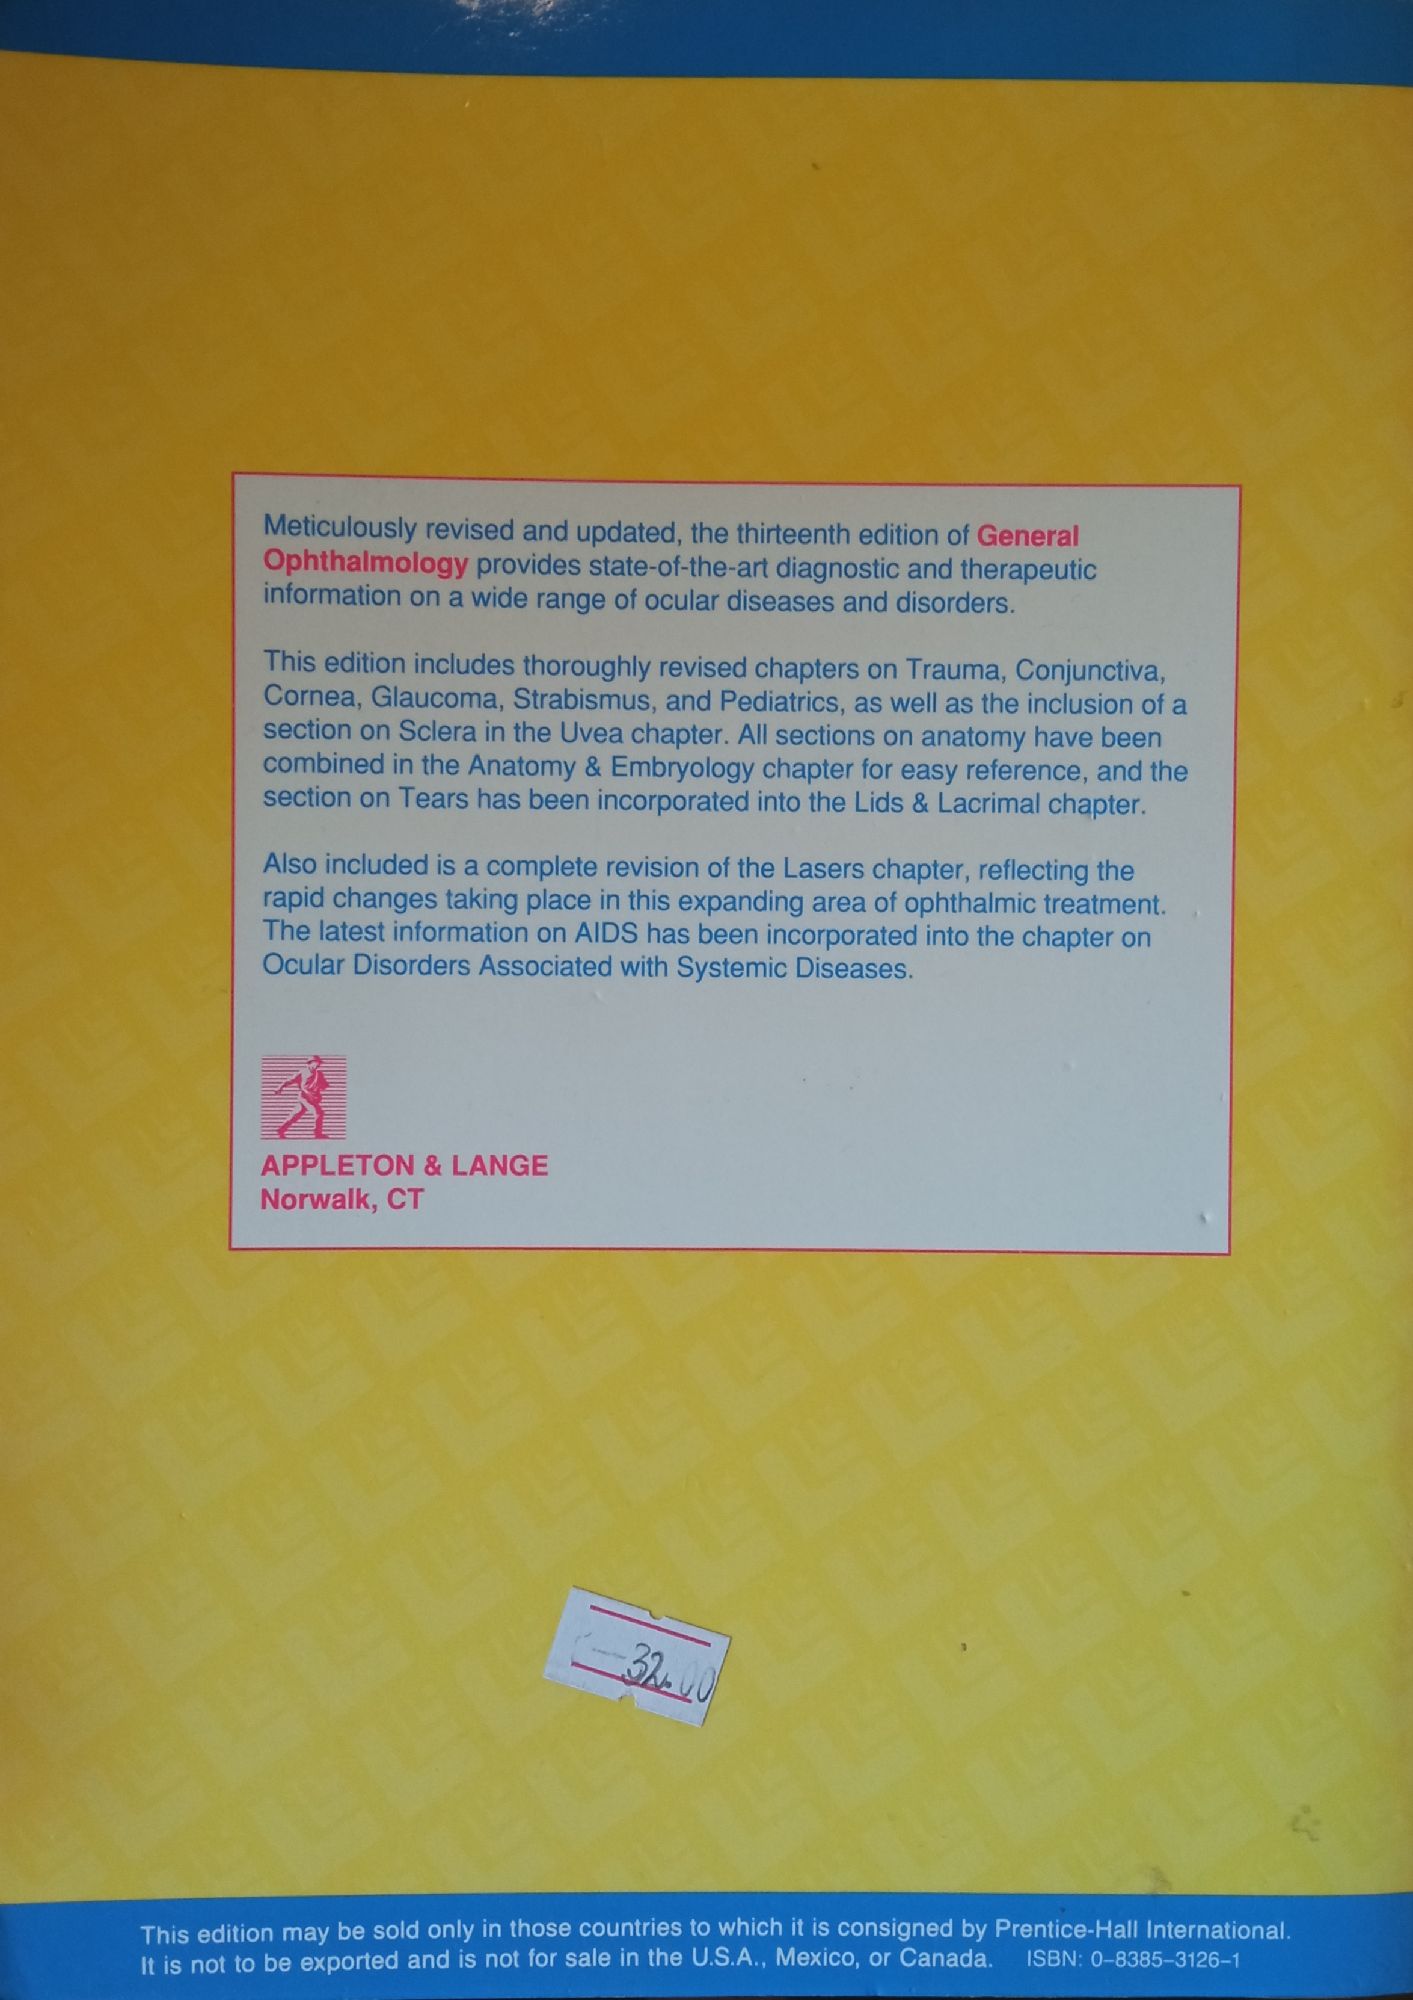 Meticulously revised and updated, the thirteenth edition of General
Ophthalmology provides state-of-the-art diagnostic and therapeutic
information on a wide range of ocular diseases and disorders.
This edition includes thoroughly revised chapters on Trauma, Conjunctiva,
Cornea, Glaucoma, Strabismus, and Pediatrics, as well as the inclusion of a
section on Sclera in the Uvea chapter. All sections on anatomy have been
combined in the Anatomy & Embryology chapter for easy reference, and the
section on Tears has been incorporated into the Lids & Lacrimal chapter.
Also included is a complete revision of the Lasers chapter, reflecting the
rapid changes taking place in this expanding area of ophthalmic treatment.
The latest information on AIDS has been incorporated into the chapter on
Ocular Disorders Associated with Systemic Diseases.
APPLETON & LANGE
Norwalk, CT
32.00
This edition may be sold only in those countries to which it is consigned by Prentice-Hall International.
It is not to be exported and is not for sale in the U.S.A., Mexico, or Canada. ISBN: 0-8385-3126-1